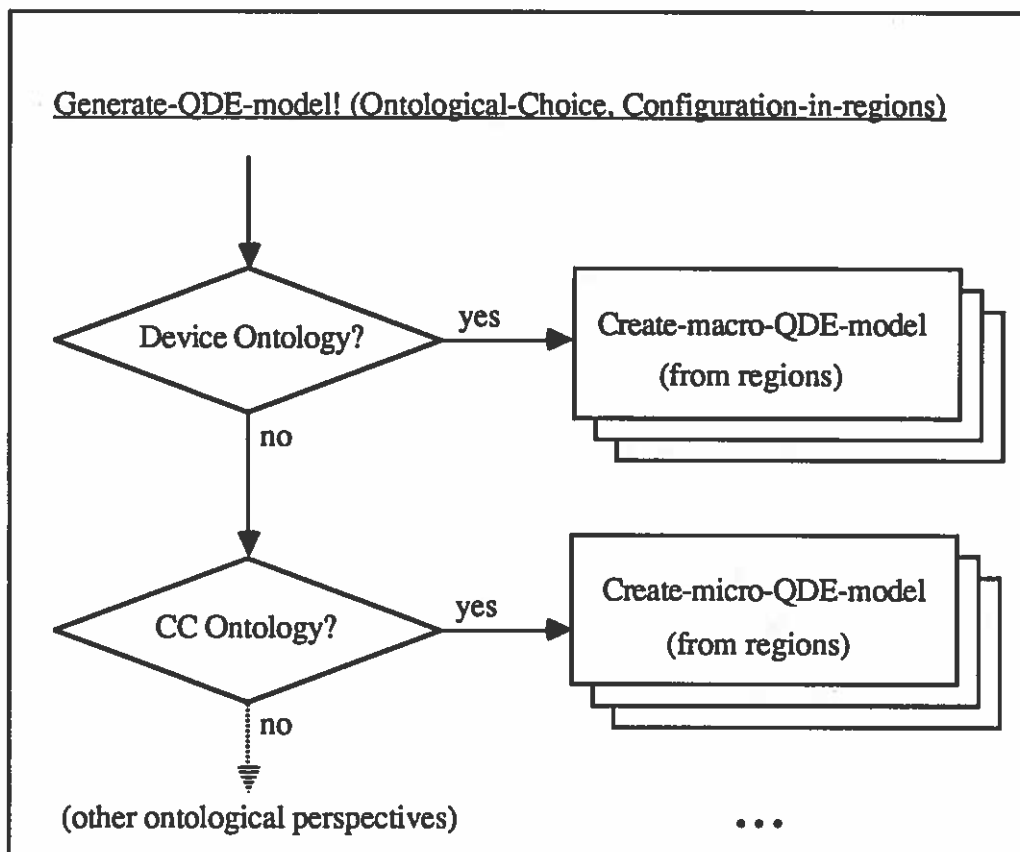 Generate-QDE-model! (Ontological-Choice, Configuration-in-regions)
Device Ontology?
yes
Create-macro-QDE-model
(from regions)
no
CC Ontology?
yes
Create-micro-QDE-model
(from regions)
no
(other ontological perspectives)
...